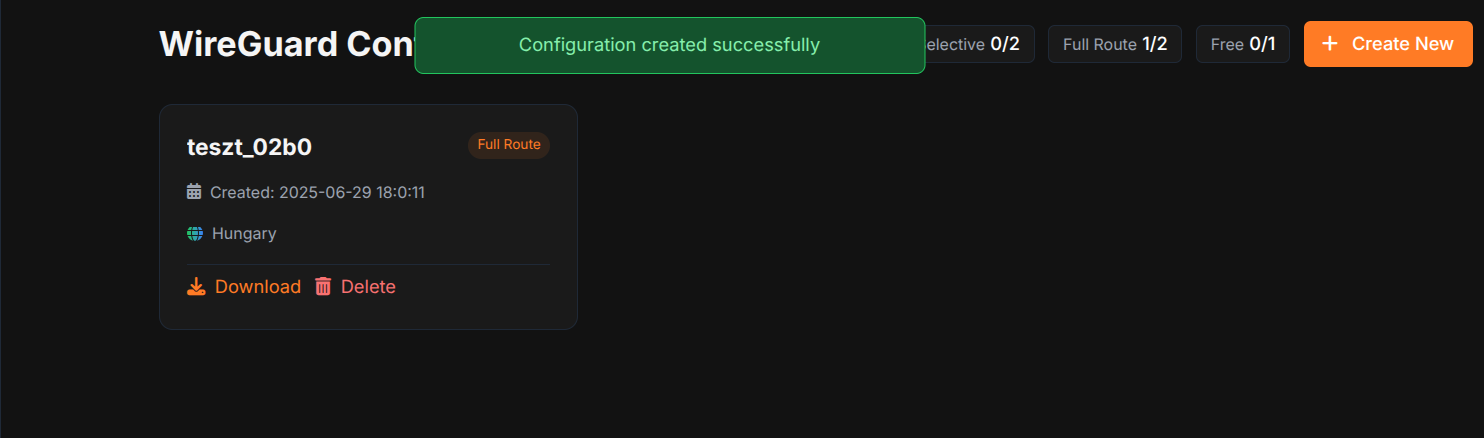 WireGuard Con
Configuration created successfully
elective 0/2
Full Route 1/2
Free 0/1
+ Create New
teszt_02b0
Full Route
Created: 2025-06-29 18:0:11
Hungary
Download
Delete